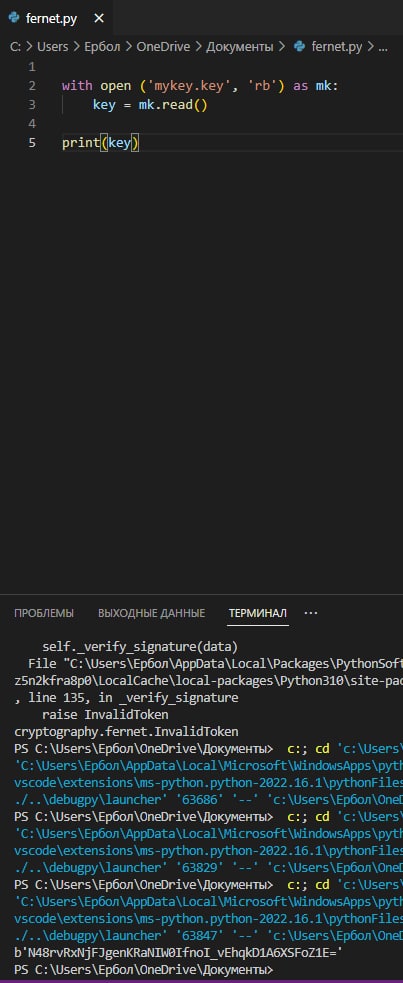 fernet.py ×
C: > Users > Ербол > OneDrive > Документы > fernet.py > ...
1
2 with open ('mykey.key', 'rb') as mk:
3     key = mk.read()
4
5 print(key)
ПРОБЛЕМЫ ВЫХОДНЫЕ ДАННЫЕ ТЕРМИНАЛ ...
    self._verify_signature(data)
  File "C:\Users\Ербол\AppData\Local\Packages\PythonSoft
z5n2kfra8p0\LocalCache\local-packages\Python310\site-pac
, line 135, in _verify_signature
    raise InvalidToken
cryptography.fernet.InvalidToken
PS C:\Users\Ербол\OneDrive\Документы>  c:; cd 'c:\Users\
'C:\Users\Ербол\AppData\Local\Microsoft\WindowsApps\pyth
vscode\extensions\ms-python.python-2022.16.1\pythonFiles
./..\debugpy\launcher' '63686' '--' 'c:\Users\Ербол\OneD
PS C:\Users\Ербол\OneDrive\Документы>  c:; cd 'c:\Users\
'C:\Users\Ербол\AppData\Local\Microsoft\WindowsApps\pyth
vscode\extensions\ms-python.python-2022.16.1\pythonFiles
./..\debugpy\launcher' '63829' '--' 'c:\Users\Ербол\OneD
PS C:\Users\Ербол\OneDrive\Документы>  c:; cd 'c:\Users\
'C:\Users\Ербол\AppData\Local\Microsoft\WindowsApps\pyth
vscode\extensions\ms-python.python-2022.16.1\pythonFiles
./..\debugpy\launcher' '63847' '--' 'c:\Users\Ербол\OneD
b'N48rvRxNjFJgenKRaNIW0IfnoI_vEhqkD1A6XSFoZ1E='
PS C:\Users\Ербол\OneDrive\Документы>